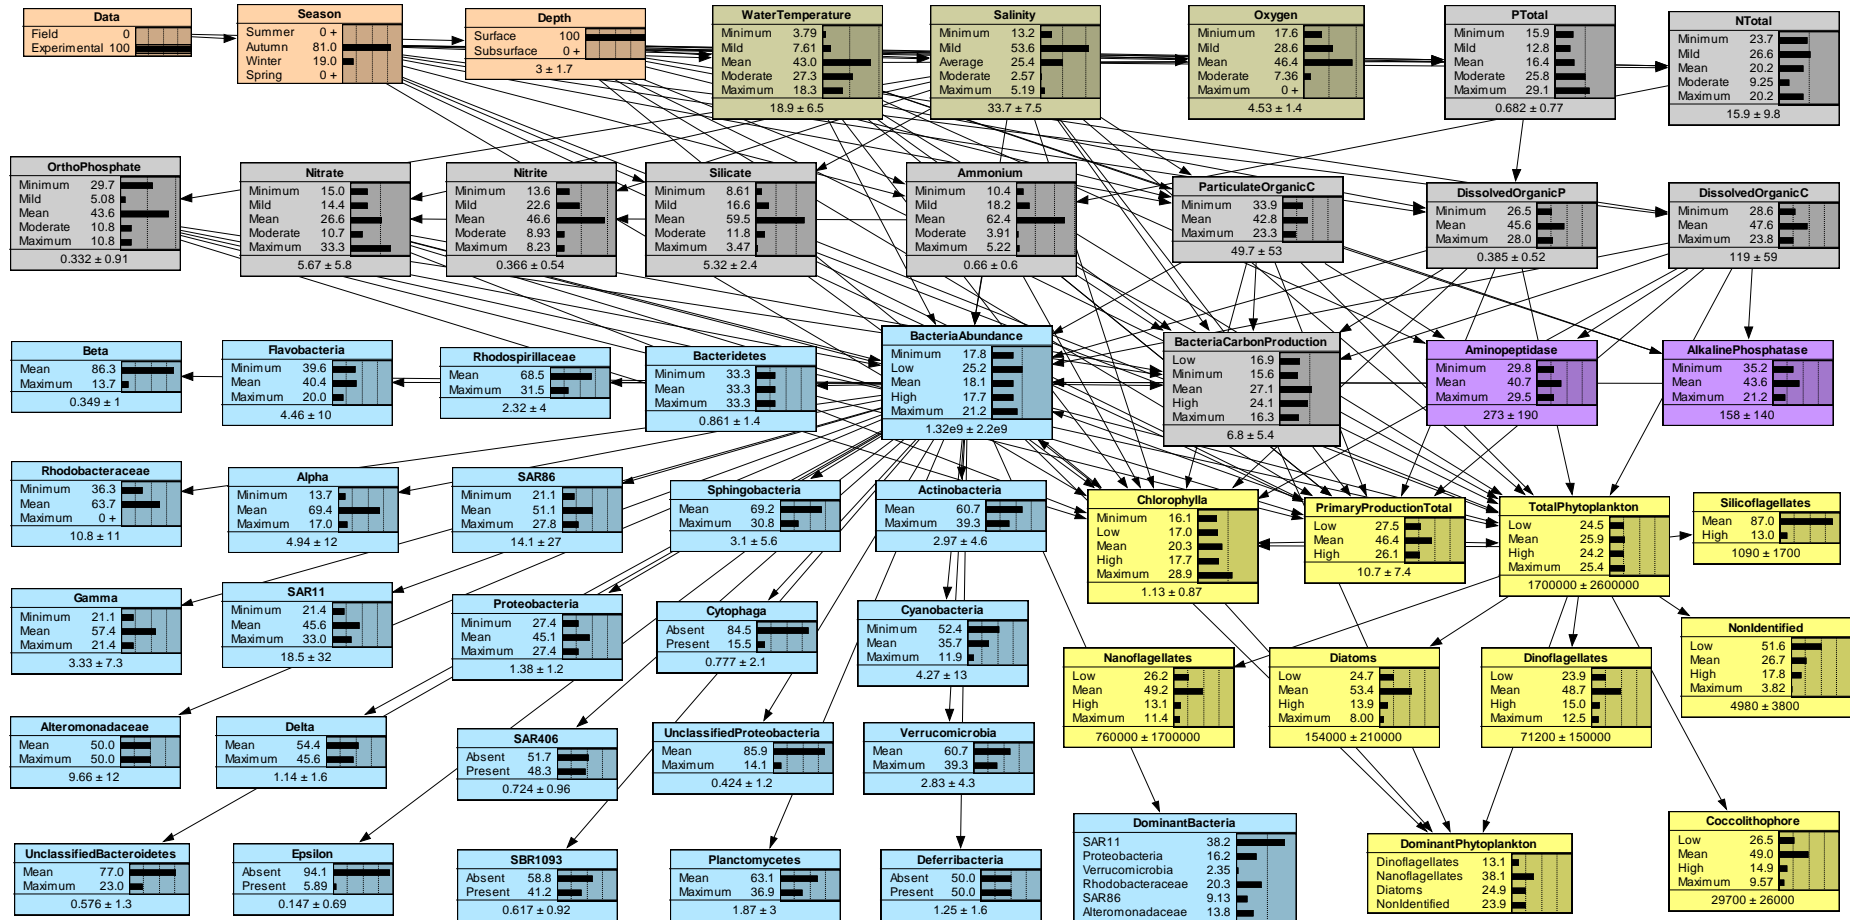 Data
Field 0
Experimental 100
Season
Summer 0 +
Autumn 81.0
Winter 19.0
Spring 0 +
Depth
Surface 100
Subsurface 0 +
3 ± 1.7
WaterTemperature
Minimum 3.79
Mild 7.61
Mean 43.0
Moderate 27.3
Maximum 18.3
18.9 ± 6.5
Salinity
Minimum 13.2
Mild 53.6
Average 25.4
Moderate 2.57
Maximum 5.19
33.7 ± 7.5
Oxygen
Minimum 17.6
Mild 28.6
Mean 46.4
Moderate 7.36
Maximum 0 +
4.53 ± 1.4
PTotal
Minimum 15.9
Mild 12.8
Mean 16.4
Moderate 25.8
Maximum 29.1
0.682 ± 0.77
NTotal
Minimum 23.7
Mild 26.6
Mean 20.2
Moderate 9.25
Maximum 20.2
15.9 ± 9.8
OrthoPhosphate
Minimum 29.7
Mild 5.08
Mean 43.6
Moderate 10.8
Maximum 10.8
0.332 ± 0.91
Nitrate
Minimum 15.0
Mild 14.4
Mean 26.6
Moderate 10.7
Maximum 33.3
5.67 ± 5.8
Nitrite
Minimum 13.6
Mild 22.6
Mean 46.6
Moderate 8.93
Maximum 8.23
0.366 ± 0.54
Silicate
Minimum 8.61
Mild 16.6
Mean 59.5
Moderate 11.8
Maximum 3.47
5.32 ± 2.4
Ammonium
Minimum 10.4
Mild 18.2
Mean 62.4
Moderate 3.91
Maximum 5.22
0.66 ± 0.6
ParticulateOrganicC
Minimum 33.9
Mean 42.8
Maximum 23.3
49.7 ± 53
DissolvedOrganicP
Minimum 26.5
Mean 45.6
Maximum 28.0
0.385 ± 0.52
DissolvedOrganicC
Minimum 28.6
Mean 47.6
Maximum 23.8
119 ± 59
Beta
Mean 86.3
Maximum 13.7
0.349 ± 1
Flavobacteria
Minimum 39.6
Mean 40.4
Maximum 20.0
4.46 ± 10
Rhodospirillaceae
Mean 68.5
Maximum 31.5
2.32 ± 4
Bacteridetes
Minimum 33.3
Mean 33.3
Maximum 33.3
0.861 ± 1.4
BacteriaAbundance
Minimum 17.8
Low 25.2
Mean 18.1
High 17.7
Maximum 21.2
1.32e9 ± 2.2e9
BacteriaCarbonProduction
Low 16.9
Minimum 15.6
Mean 27.1
High 24.1
Maximum 16.3
6.8 ± 5.4
Aminopeptidase
Minimum 29.8
Mean 40.7
Maximum 29.5
273 ± 190
AlkalinePhosphatase
Minimum 35.2
Mean 43.6
Maximum 21.2
158 ± 140
Rhodobacteraceae
Minimum 36.3
Mean 63.7
Maximum 0 +
10.8 ± 11
Alpha
Minimum 13.7
Mean 69.4
Maximum 17.0
4.94 ± 12
SAR86
Minimum 21.1
Mean 51.1
Maximum 27.8
14.1 ± 27
Sphingobacteria
Mean 69.2
Maximum 30.8
3.1 ± 5.6
Actinobacteria
Mean 60.7
Maximum 39.3
2.97 ± 4.6
Chlorophylla
Minimum 16.1
Low 17.0
Mean 20.3
High 17.7
Maximum 28.9
1.13 ± 0.87
PrimaryProductionTotal
Low 27.5
Mean 46.4
High 26.1
10.7 ± 7.4
TotalPhytoplankton
Low 24.5
Mean 25.9
High 24.2
Maximum 25.4
1700000 ± 2600000
Silicoflagellates
Mean 87.0
High 13.0
1090 ± 1700
Gamma
Minimum 21.1
Mean 57.4
Maximum 21.4
3.33 ± 7.3
SAR11
Minimum 21.4
Mean 45.6
Maximum 33.0
18.5 ± 32
Proteobacteria
Minimum 27.4
Mean 45.1
Maximum 27.4
1.38 ± 1.2
Cytophaga
Absent 84.5
Present 15.5
0.777 ± 2.1
Cyanobacteria
Minimum 52.4
Mean 35.7
Maximum 11.9
4.27 ± 13
Nanoflagellates
Low 26.2
Mean 49.2
High 13.1
Maximum 11.4
760000 ± 1700000
Diatoms
Low 24.7
Mean 53.4
High 13.9
Maximum 8.00
154000 ± 210000
Dinoflagellates
Low 23.9
Mean 48.7
High 15.0
Maximum 12.5
71200 ± 150000
NonIdentified
Low 51.6
Mean 26.7
High 17.8
Maximum 3.82
4980 ± 3800
Alteromonadaceae
Mean 50.0
Maximum 50.0
9.66 ± 12
Delta
Mean 54.4
Maximum 45.6
1.14 ± 1.6
SAR406
Absent 51.7
Present 48.3
0.724 ± 0.96
UnclassifiedProteobacteria
Mean 85.9
Maximum 14.1
0.424 ± 1.2
Verrucomicrobia
Mean 60.7
Maximum 39.3
2.83 ± 4.3
UnclassifiedBacteroidetes
Mean 77.0
Maximum 23.0
0.576 ± 1.3
Epsilon
Absent 94.1
Present 5.89
0.147 ± 0.69
SBR1093
Absent 58.8
Present 41.2
0.617 ± 0.92
Planctomycetes
Mean 63.1
Maximum 36.9
1.87 ± 3
Deferribacteria
Absent 50.0
Present 50.0
1.25 ± 1.6
DominantBacteria
SAR11 38.2
Proteobacteria 16.2
Verrucomicrobia 2.35
Rhodobacteraceae 20.3
SAR86 9.13
Alteromonadaceae 13.8
DominantPhytoplankton
Dinoflagellates 13.1
Nanoflagellates 38.1
Diatoms 24.9
NonIdentified 23.9
Coccolithophore
Low 26.5
Mean 49.0
High 14.9
Maximum 9.57
29700 ± 26000